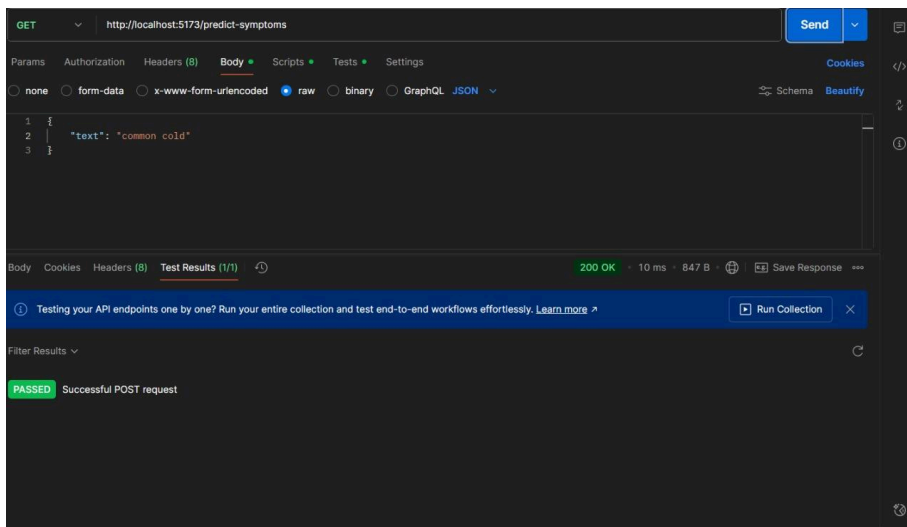 GET http://localhost:5173/predict-symptoms Send
Params Authorization Headers (8) Body Scripts Tests Settings Cookies
none form-data x-www-form-urlencoded raw binary GraphQL JSON Schema Beautify
1 {
2 "text": "common cold"
3 }
Body Cookies Headers (8) Test Results (1/1) 200 OK 10 ms 847 B Save Response
Testing your API endpoints one by one? Run your entire collection and test end-to-end workflows effortlessly. Learn more Run Collection
Filter Results
PASSED Successful POST request